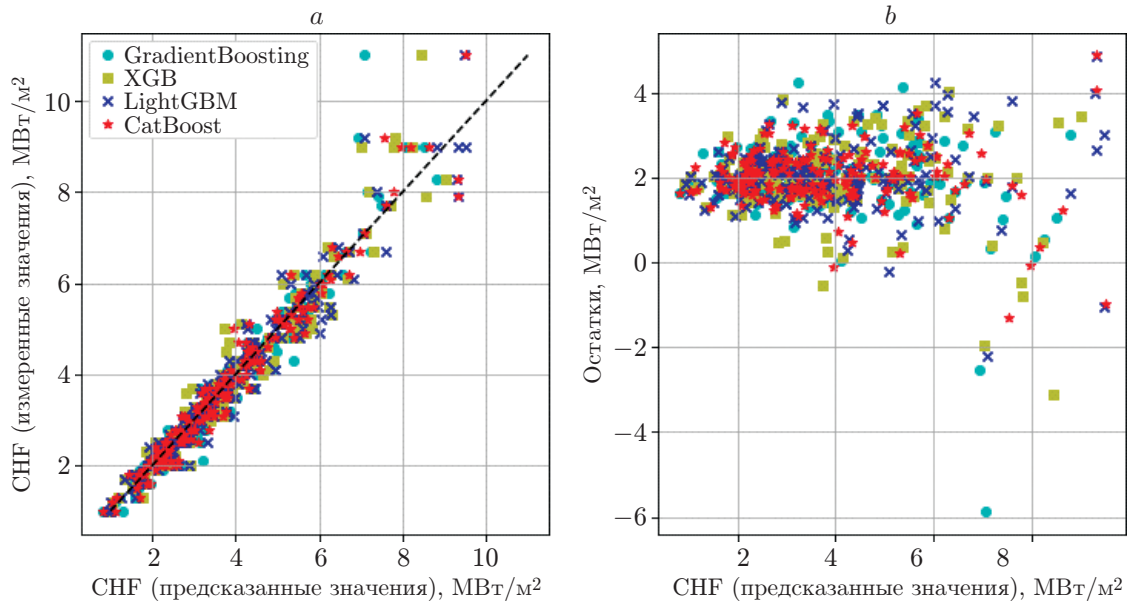 a
GradientBoosting
XGB
LightGBM
CatBoost
CHF (измеренные значения), МВт/м²
10
8
6
4
2
2
4
6
8
10
CHF (предсказанные значения), МВт/м²
b
Остатки, МВт/м²
4
2
0
−2
−4
−6
2
4
6
8
CHF (предсказанные значения), МВт/м²